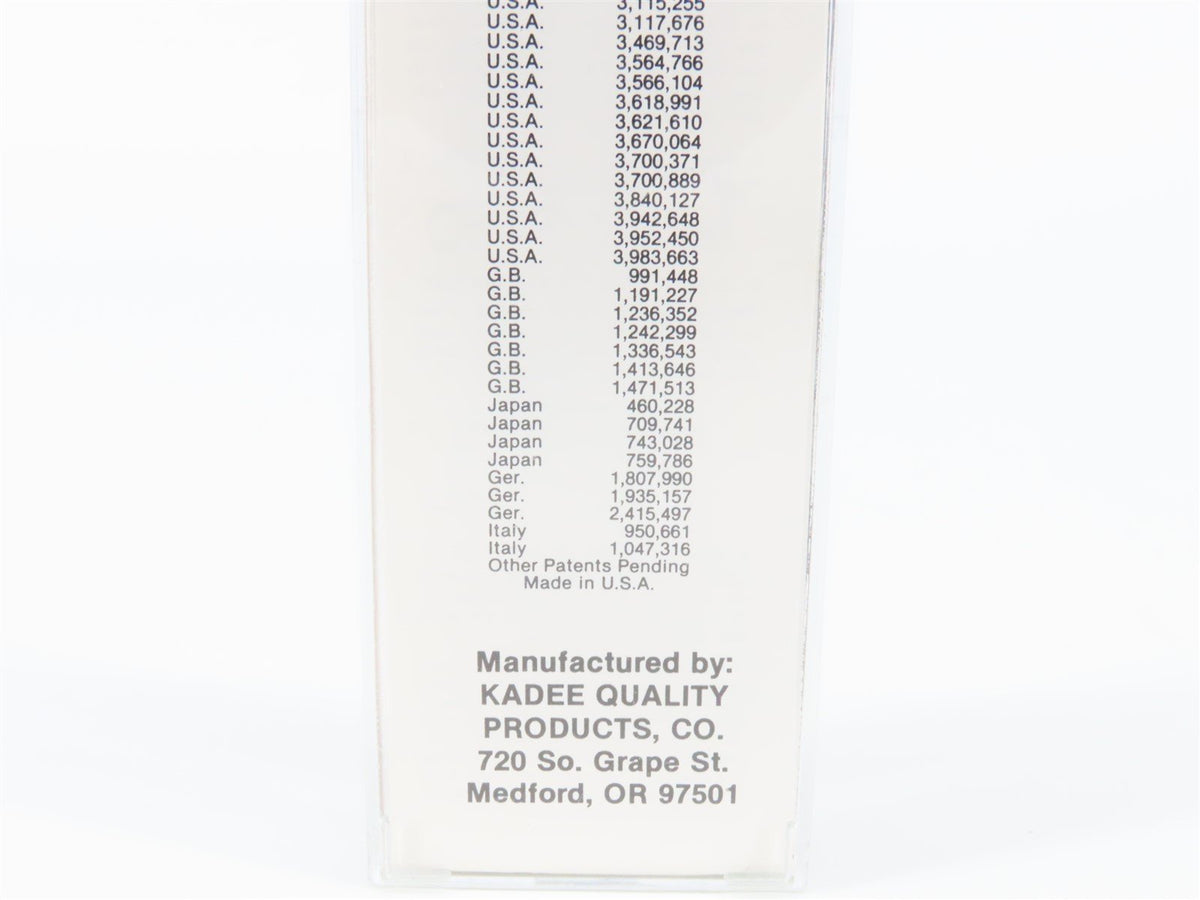 U.S.A. 3,115,255
U.S.A. 3,117,676
U.S.A. 3,469,713
U.S.A. 3,564,766
U.S.A. 3,566,104
U.S.A. 3,618,991
U.S.A. 3,621,610
U.S.A. 3,670,064
U.S.A. 3,700,371
U.S.A. 3,700,889
U.S.A. 3,840,127
U.S.A. 3,942,648
U.S.A. 3,952,450
U.S.A. 3,983,663
G.B. 991,448
G.B. 1,191,227
G.B. 1,236,352
G.B. 1,242,299
G.B. 1,336,543
G.B. 1,413,646
G.B. 1,471,513
Japan 460,228
Japan 709,741
Japan 743,028
Japan 759,786
Ger. 1,807,990
Ger. 1,935,157
Ger. 2,415,497
Italy 950,661
Italy 1,047,316
Other Patents Pending
Made in U.S.A.
Manufactured by:
KADEE QUALITY
PRODUCTS, CO.
720 So. Grape St.
Medford, OR 97501